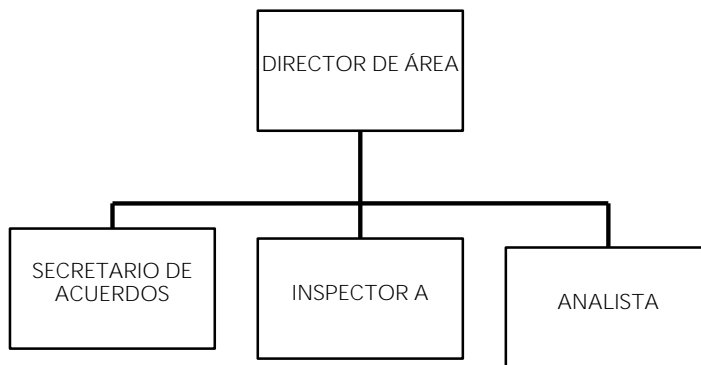 DIRECTOR DE ÁREA
SECRETARIO DE
ACUERDOS
INSPECTOR A
ANALISTA